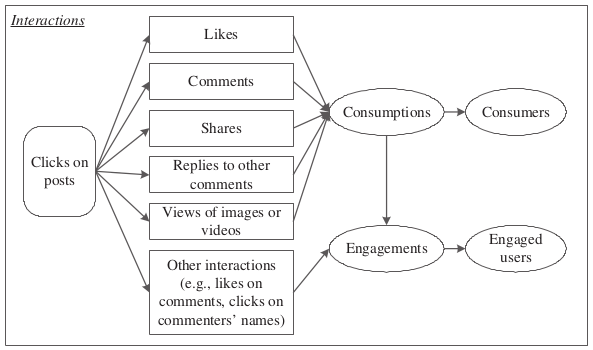 Interactions
Clicks on
posts
Likes
Comments
Shares
Replies to other
comments
Views of images or
videos
Other interactions
(e.g., likes on
comments, clicks on
commenters’ names)
Consumptions
Consumers
Engagements
Engaged
users